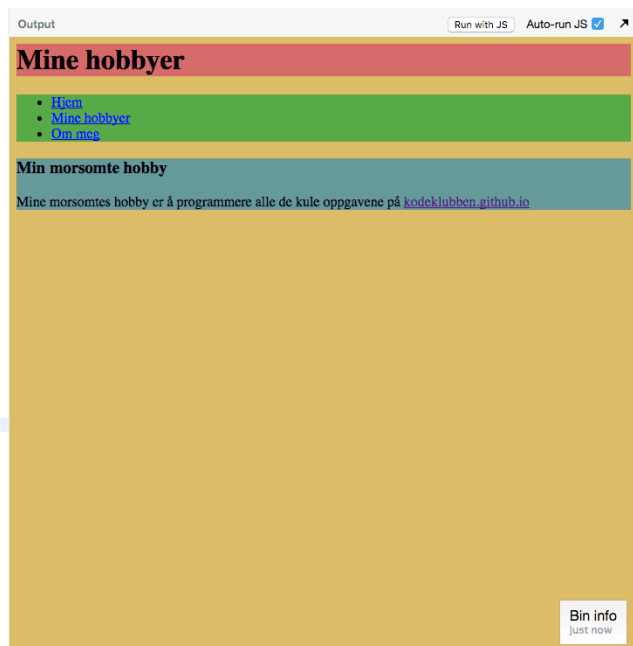 Output
Run with JS
Auto-run JS
Mine hobbyer
Hjem
Mine hobbyer
Om meg
Min morsomte hobby
Mine morsomtes hobby er å programmere alle de kule oppgavene på kodeklubben.github.io
Bin info
just now